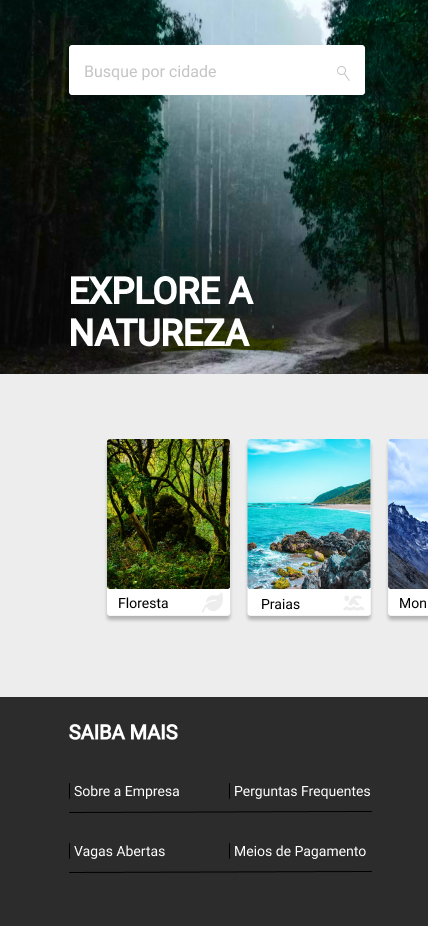 Busque por cidade
EXPLORE A
NATUREZA
Floresta
Praias
Mon
SAIBA MAIS
Sobre a Empresa
Perguntas Frequentes
Vagas Abertas
Meios de Pagamento